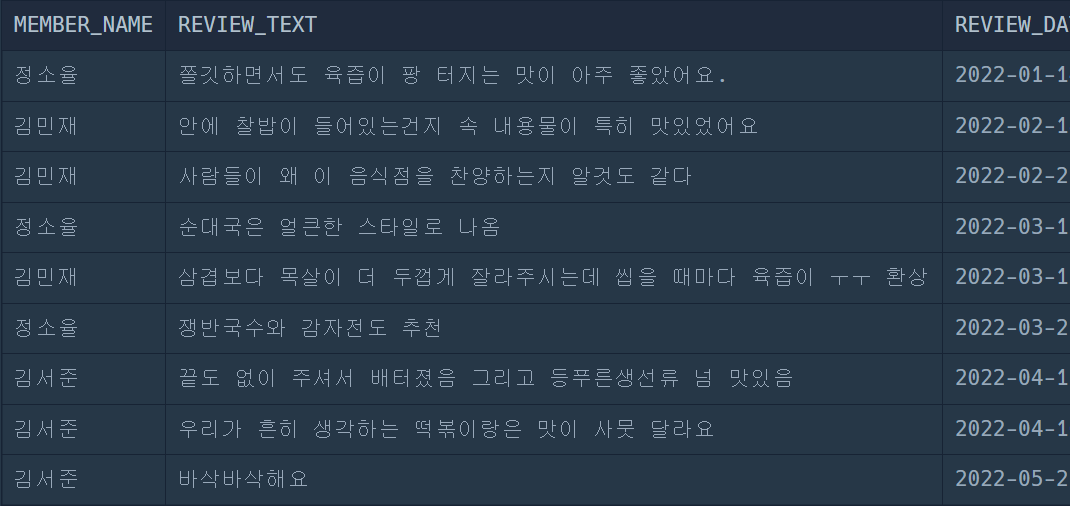 MEMBER_NAME REVIEW_TEXT REVIEW_DA
정소율 쫄깃하면서도 육즙이 팡 터지는 맛이 아주 좋았어요. 2022-01-1
김민재 안에 찰밥이 들어있는건지 속 내용물이 특히 맛있었어요 2022-02-1
김민재 사람들이 왜 이 음식점을 찬양하는지 알것도 같다 2022-02-2
정소율 순대국은 얼큰한 스타일로 나옴 2022-03-1
김민재 삼겹보다 목살이 더 두껍게 잘라주시는데 씹을 때마다 육즙이 ㅜㅜ 환상 2022-03-1
정소율 쟁반국수와 감자전도 추천 2022-03-2
김서준 끝도 없이 주셔서 배터졌음 그리고 등푸른생선류 넘 맛있음 2022-04-1
김서준 우리가 흔히 생각하는 떡볶이랑은 맛이 사뭇 달라요 2022-04-1
김서준 바삭바삭해요 2022-05-2